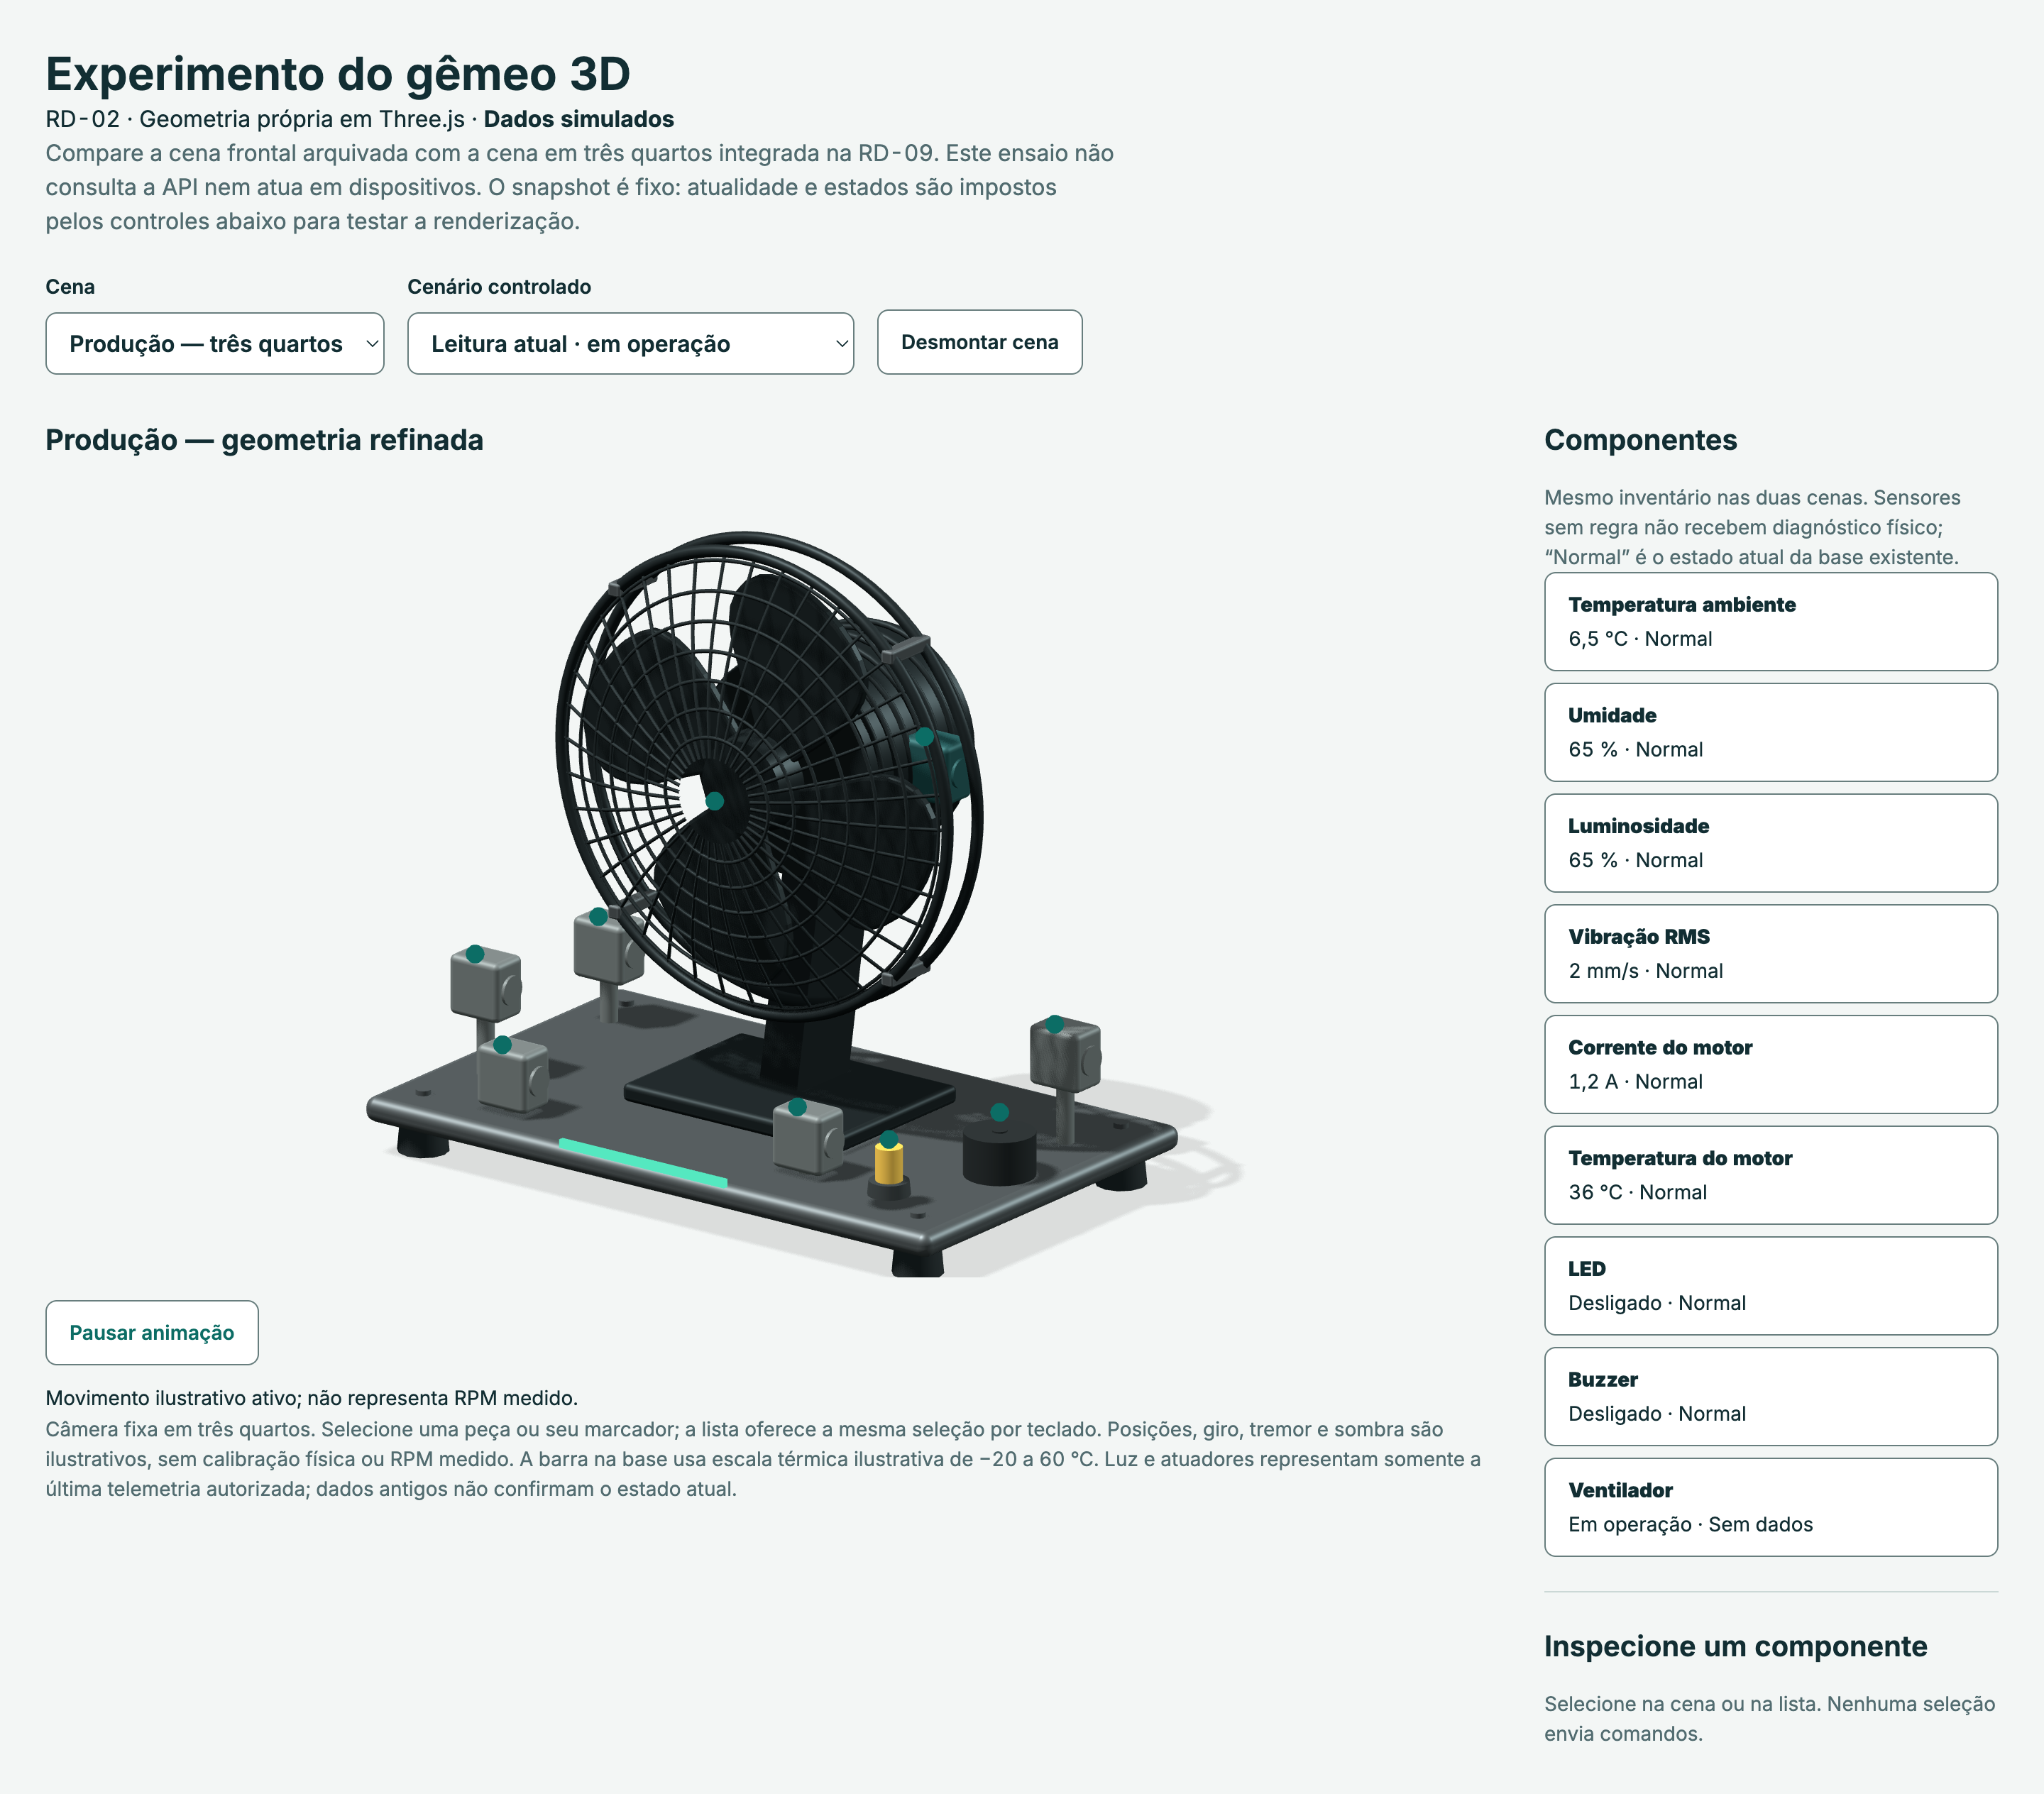 Experimento do gêmeo 3D
RD-02 · Geometria própria em Three.js · Dados simulados
Compare a cena frontal arquivada com a cena em três quartos integrada na RD-09. Este ensaio não
consulta a API nem atua em dispositivos. O snapshot é fixo: atualidade e estados são impostos
pelos controles abaixo para testar a renderização.
Cena
Cenário controlado
Produção — três quartos
Leitura atual · em operação
Desmontar cena
Produção — geometria refinada
Pausar animação
Movimento ilustrativo ativo; não representa RPM medido.
Câmera fixa em três quartos. Selecione uma peça ou seu marcador; a lista oferece a mesma seleção por teclado. Posições, giro, tremor e sombra são
ilustrativos, sem calibração física ou RPM medido. A barra na base usa escala térmica ilustrativa de −20 a 60 °C. Luz e atuadores representam somente a
última telemetria autorizada; dados antigos não confirmam o estado atual.
Componentes
Mesmo inventário nas duas cenas. Sensores
sem regra não recebem diagnóstico físico;
“Normal” é o estado atual da base existente.
Temperatura ambiente
6,5 °C · Normal
Umidade
65 % · Normal
Luminosidade
65 % · Normal
Vibração RMS
2 mm/s · Normal
Corrente do motor
1,2 A · Normal
Temperatura do motor
36 °C · Normal
LED
Desligado · Normal
Buzzer
Desligado · Normal
Ventilador
Em operação · Sem dados
Inspecione um componente
Selecione na cena ou na lista. Nenhuma seleção
envia comandos.